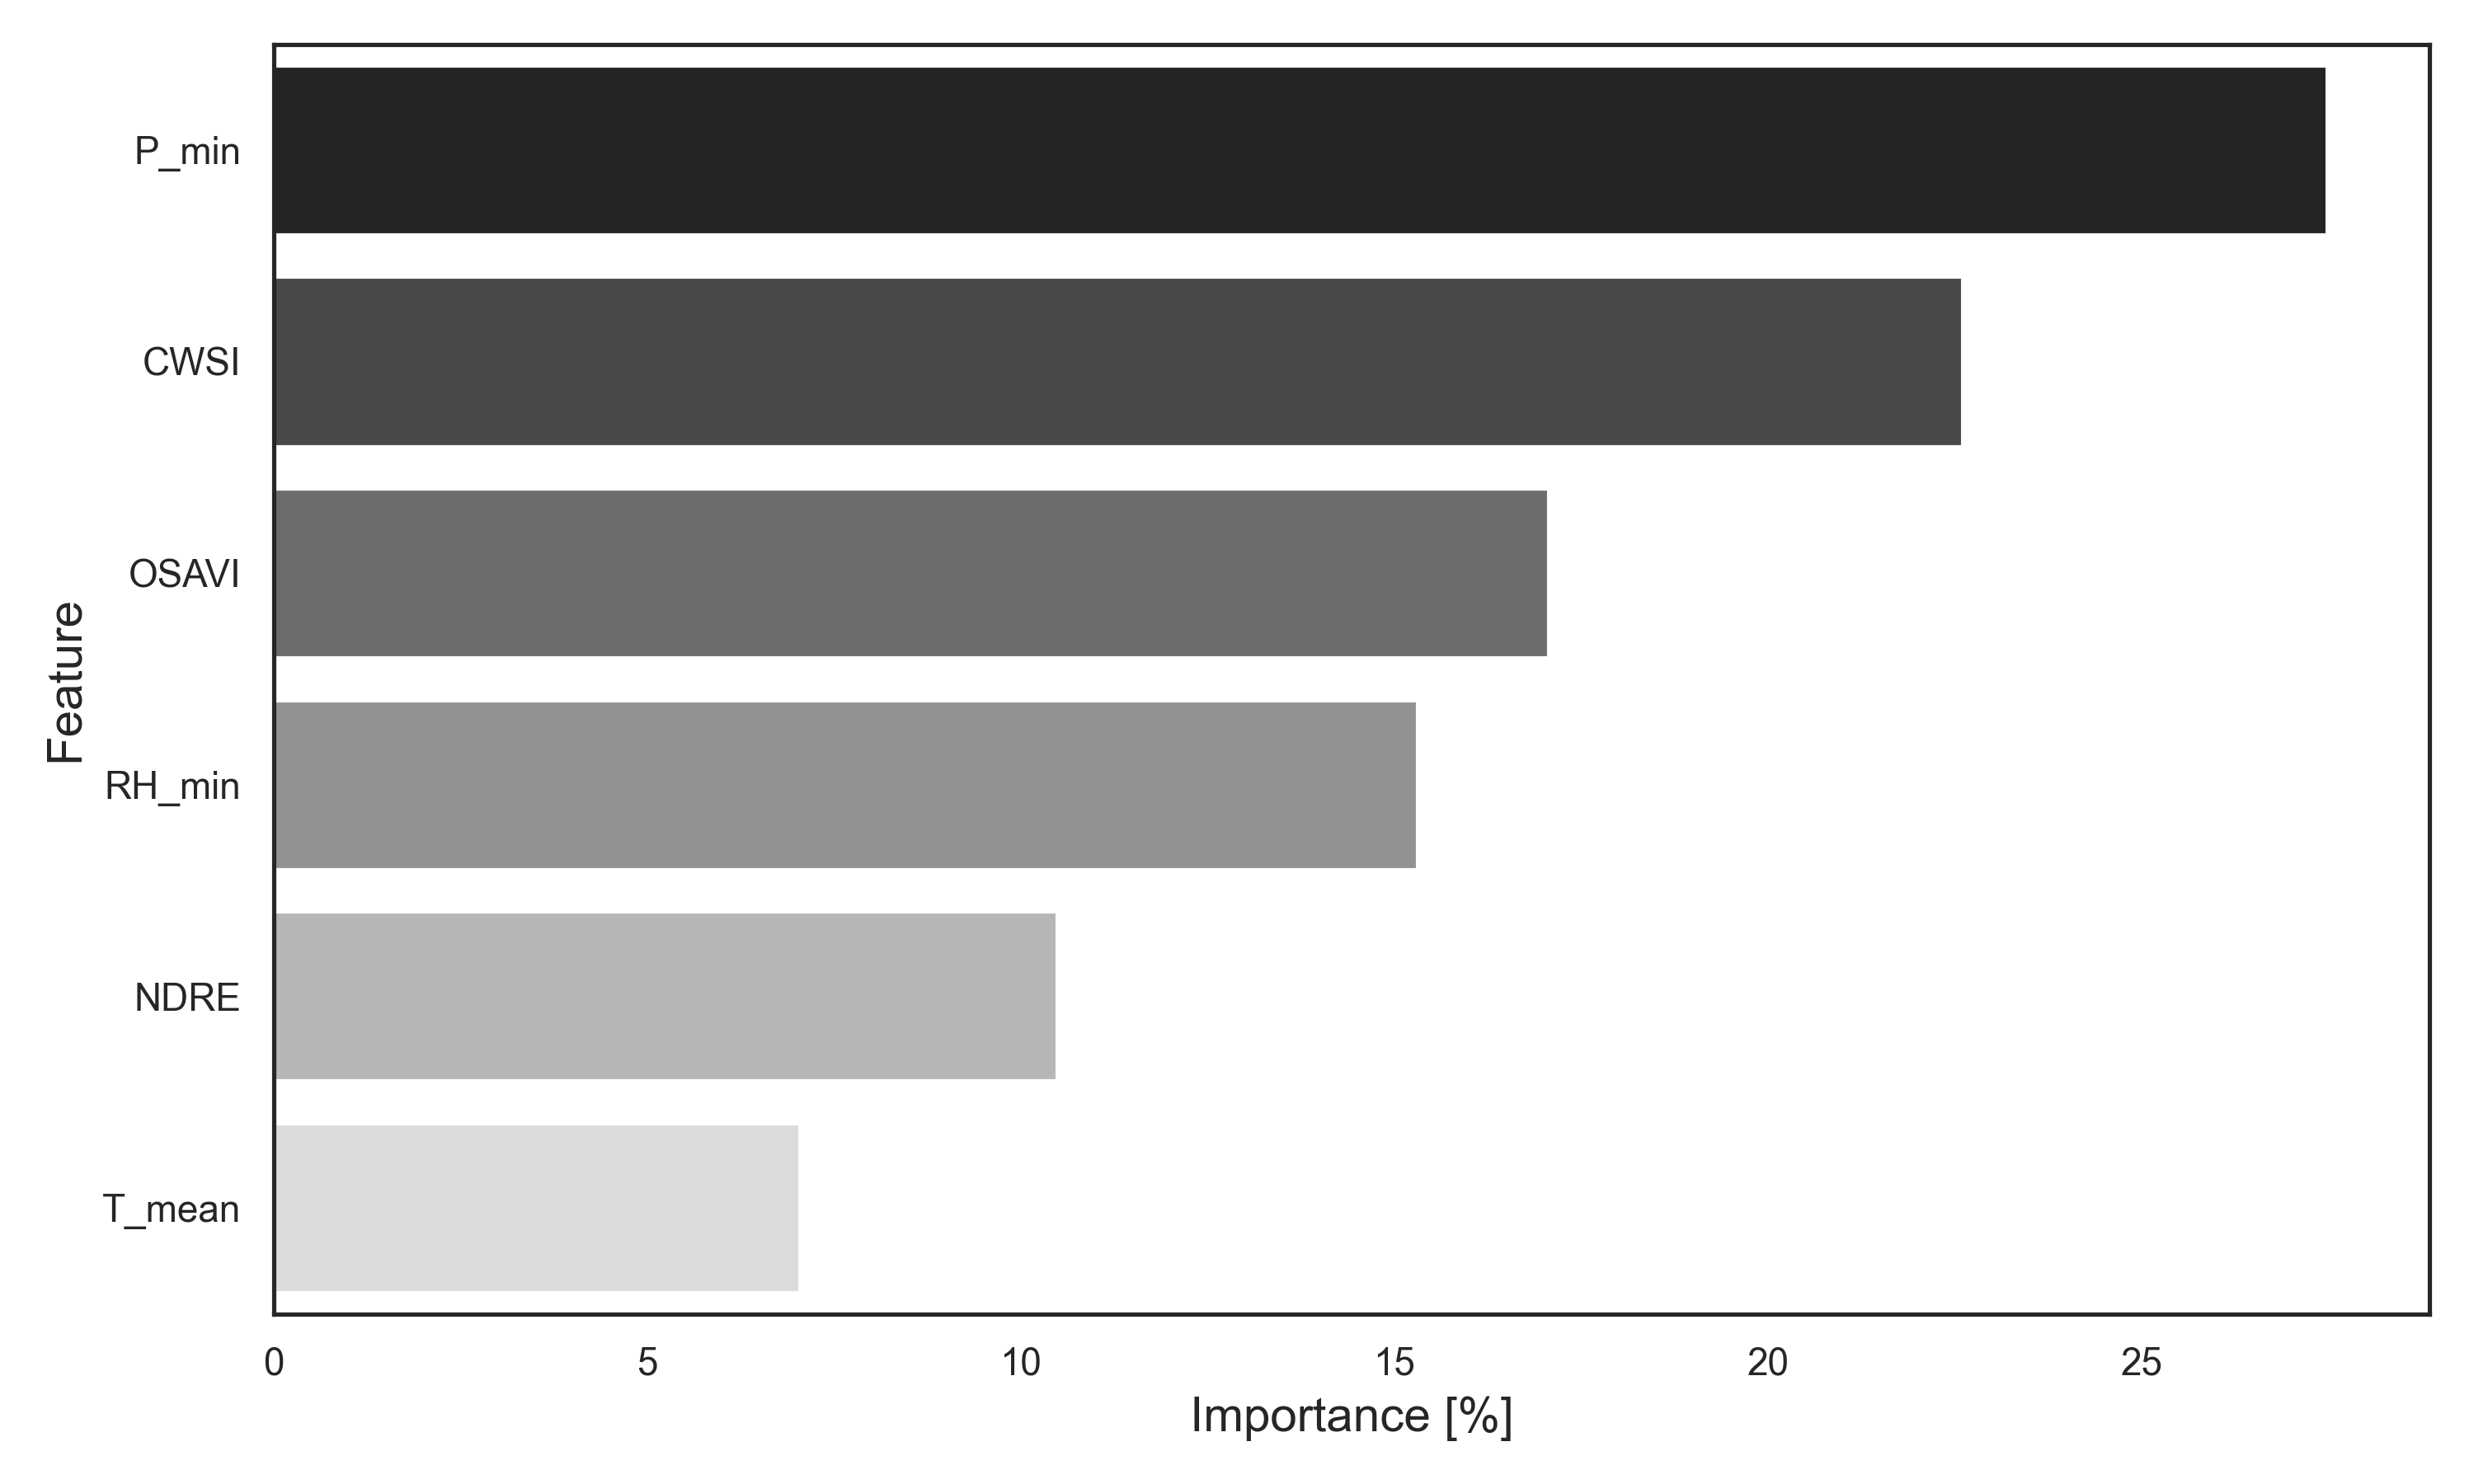 P_min
CWSI
OSAVI
RH_min
NDRE
T_mean
Feature
0 5 10 15 20 25
Importance [%]